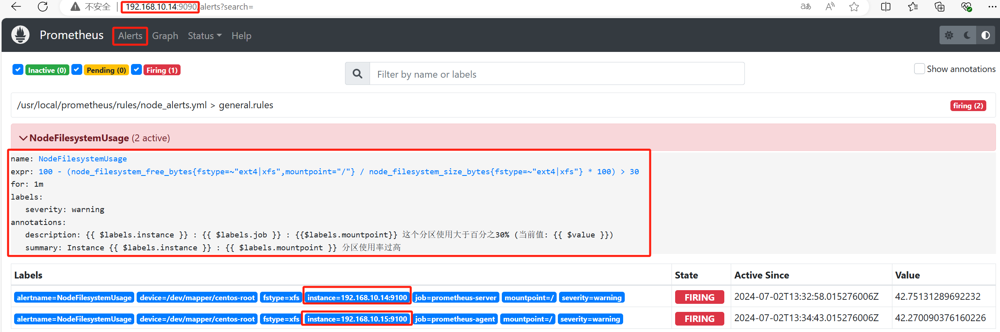 不安全 192.168.10.14:9090/alerts?search=
Prometheus Alerts Graph Status Help
Inactive (0) Pending (0) Firing (1) Filter by name or labels Show annotations
/usr/local/prometheus/rules/node_alerts.yml > general.rules firing (2)
NodeFilesystemUsage (2 active)
name: NodeFilesystemUsage
expr: 100 - (node_filesystem_free_bytes{fstype=~"ext4|xfs",mountpoint="/"} / node_filesystem_size_bytes{fstype=~"ext4|xfs"} * 100) > 30
for: 1m
labels:
severity: warning
annotations:
description: {{ $labels.instance }} : {{ $labels.job }} : {{$labels.mountpoint}} 这个分区使用大于百分之30% (当前值: {{ $value }})
summary: Instance {{ $labels.instance }} : {{ $labels.mountpoint }} 分区使用率过高
Labels State Active Since Value
alertname=NodeFilesystemUsage device=/dev/mapper/centos-root fstype=xfs instance=192.168.10.14:9100 job=prometheus-server mountpoint=/ severity=warning FIRING 2024-07-02T13:32:58.015276006Z 42.75131289692232
alertname=NodeFilesystemUsage device=/dev/mapper/centos-root fstype=xfs instance=192.168.10.15:9100 job=prometheus-agent mountpoint=/ severity=warning FIRING 2024-07-02T13:34:43.015276006Z 42.270090376160226